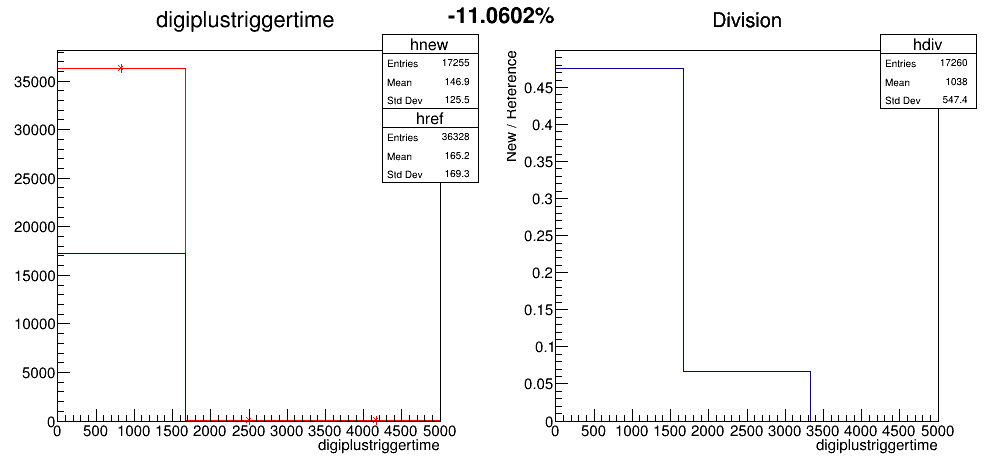 -11.0602%
digiplustriggertime
hnew
Entries 17255
Mean 146.9
Std Dev 125.5
href
Entries 36328
Mean 165.2
Std Dev 169.3
35000
30000
25000
20000
15000
10000
5000
0
0 500 1000 1500 2000 2500 3000 3500 4000 4500 5000
digiplustriggertime
Division
hdiv
Entries 17260
Mean 1038
Std Dev 547.4
New / Reference
0.45
0.4
0.35
0.3
0.25
0.2
0.15
0.1
0.05
0
0 500 1000 1500 2000 2500 3000 3500 4000 4500 5000
digiplustriggertime